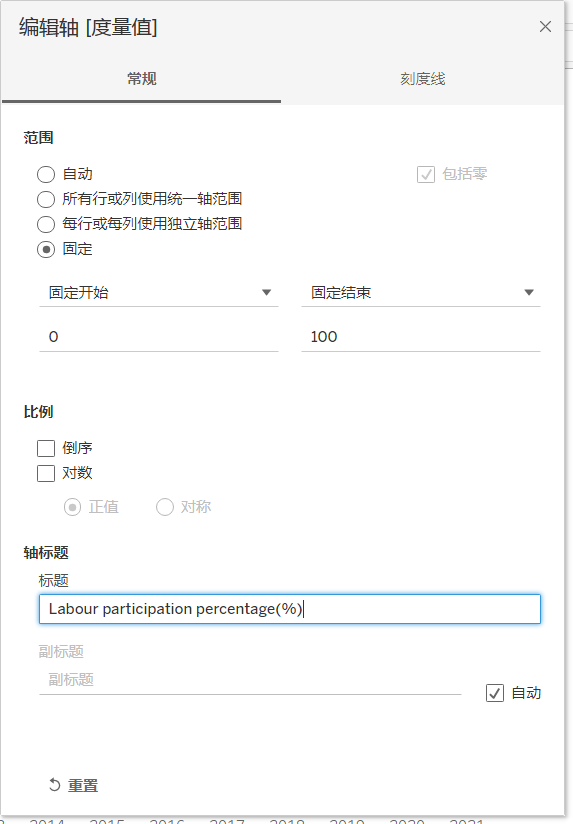 编辑轴 [度量值]
常规 刻度线
范围
自动 包括零
所有行或列使用统一轴范围
每行或每列使用独立轴范围
固定
固定开始 固定结束
0 100
比例
倒序
对数
正值 对称
轴标题
标题
Labour participation percentage(%)
副标题
副标题 自动
重置
2014 2015 2016 2017 2018 2019 2020 2021